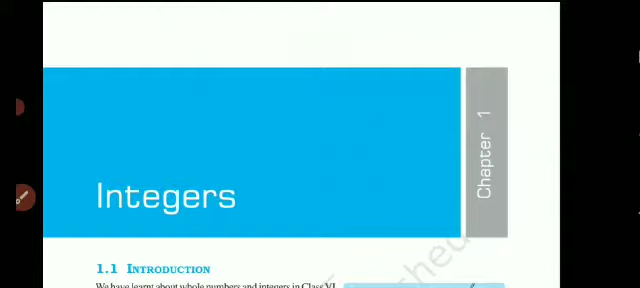 Chapter 1
Integers
1.1 INTRODUCTION
We have learnt about whole numbers and integers in Class VI.